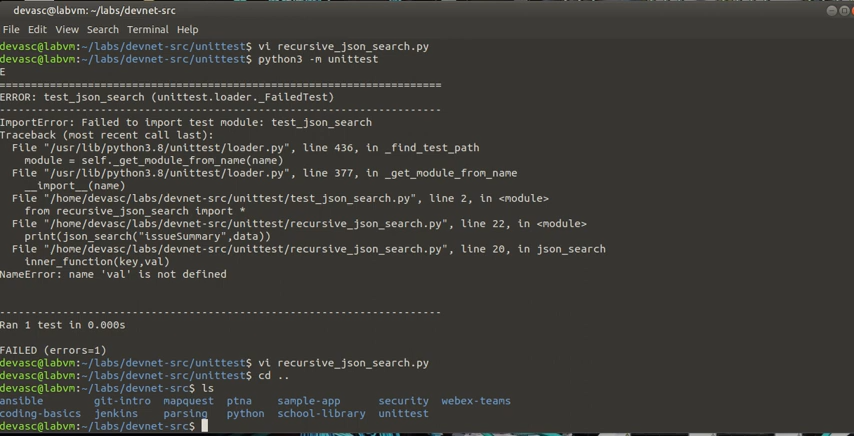 devasc@labvm: ~/labs/devnet-src
File Edit View Search Terminal Help
devasc@labvm:~/labs/devnet-src/unittest$ vi recursive_json_search.py
devasc@labvm:~/labs/devnet-src/unittest$ python3 -m unittest
E
======================================================================
ERROR: test_json_search (unittest.loader._FailedTest)
----------------------------------------------------------------------
ImportError: Failed to import test module: test_json_search
Traceback (most recent call last):
  File "/usr/lib/python3.8/unittest/loader.py", line 436, in _find_test_path
    module = self._get_module_from_name(name)
  File "/usr/lib/python3.8/unittest/loader.py", line 377, in _get_module_from_name
    __import__(name)
  File "/home/devasc/labs/devnet-src/unittest/test_json_search.py", line 2, in <module>
    from recursive_json_search import *
  File "/home/devasc/labs/devnet-src/unittest/recursive_json_search.py", line 22, in <module>
    print(json_search("issueSummary",data))
  File "/home/devasc/labs/devnet-src/unittest/recursive_json_search.py", line 20, in json_search
    inner_function(key,val)
NameError: name 'val' is not defined
----------------------------------------------------------------------
Ran 1 test in 0.000s
FAILED (errors=1)
devasc@labvm:~/labs/devnet-src/unittest$ vi recursive_json_search.py
devasc@labvm:~/labs/devnet-src/unittest$ cd ..
devasc@labvm:~/labs/devnet-src$ ls
ansible git-intro mapquest ptna sample-app security webex-teams
coding-basics jenkins parsing python school-library unittest
devasc@labvm:~/labs/devnet-src$